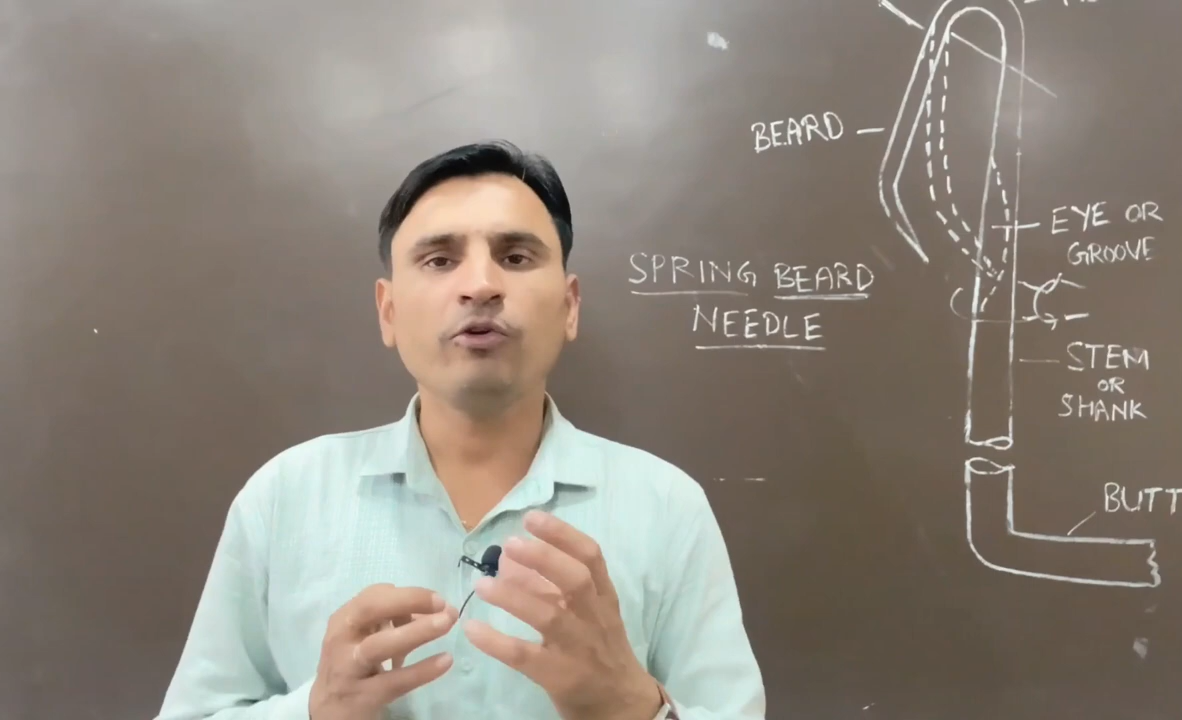 BEARD
SPRING BEARD
NEEDLE
EYE OR
GROOVE
STEM
OR
SHANK
BUTT